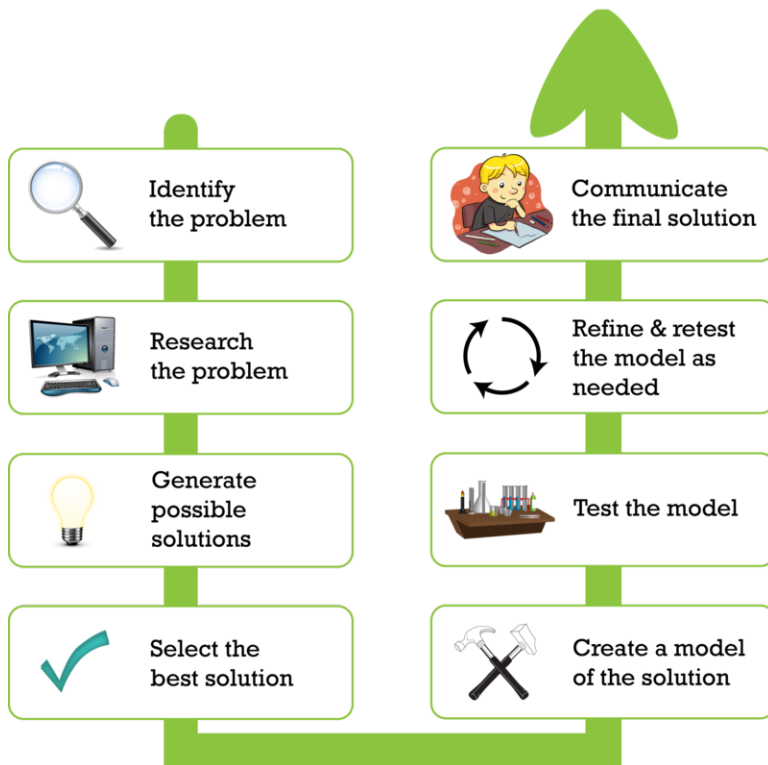 Identify
the problem
Research
the problem
Generate
possible
solutions
Select the
best solution
Create a model
of the solution
Test the model
Refine & retest
the model as
needed
Communicate
the final solution